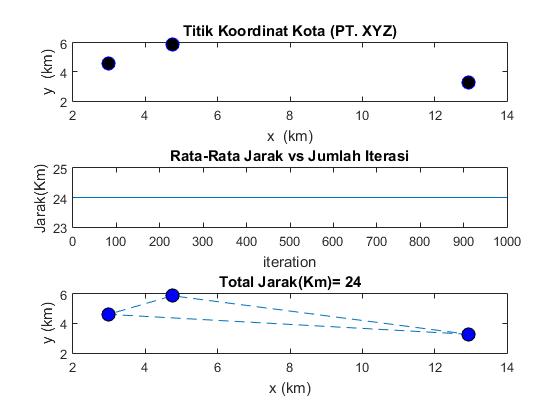 Titik Koordinat Kota (PT. XYZ)
6
4
2
y (km)
2 4 6 8 10 12 14
x (km)
Rata-Rata Jarak vs Jumlah Iterasi
25
24
23
Jarak(Km)
0 100 200 300 400 500 600 700 800 900 1000
iteration
Total Jarak(Km)= 24
6
4
2
y (km)
2 4 6 8 10 12 14
x (km)